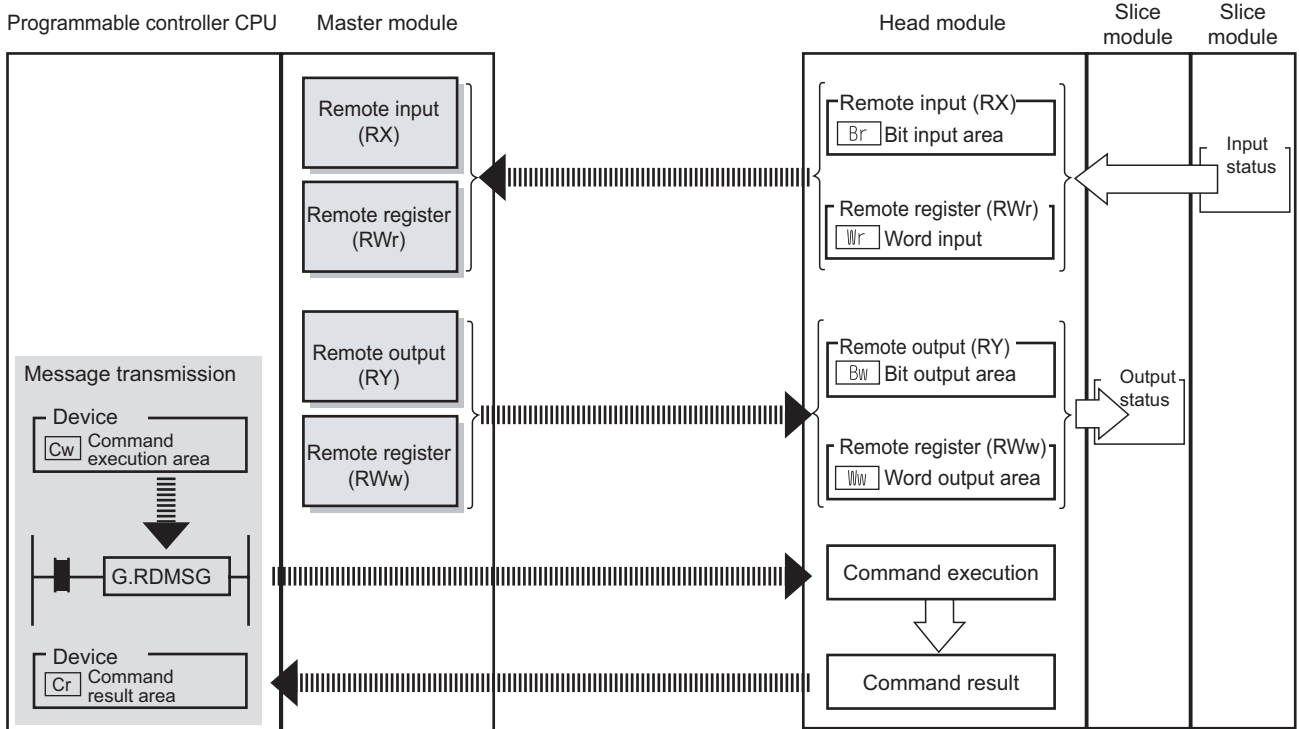 Programmable controller CPU
Master module
Head module
Slice
module
Slice
module
Remote input
(RX)
Remote register
(RWr)
Remote input (RX)
Br Bit input area
Remote register (RWr)
Wr Word input
Input
status
Remote output
(RY)
Remote register
(RWw)
Remote output (RY)
Bw Bit output area
Remote register (RWw)
Ww Word output area
Output
status
Message transmission
Device
Cw Command
execution area
G.RDMSG
Device
Cr Command
result area
Command execution
Command result